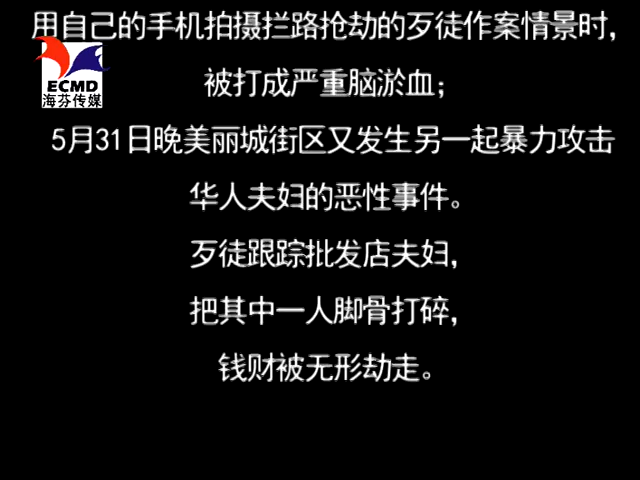 用自己的手机拍摄拦路抢劫的歹徒作案情景时，
ECMD
海芬传媒
被打成严重脑淤血；
5月31日晚美丽城街区又发生另一起暴力攻击
华人夫妇的恶性事件。
歹徒跟踪批发店夫妇，
把其中一人脚骨打碎，
钱财被无形劫走。